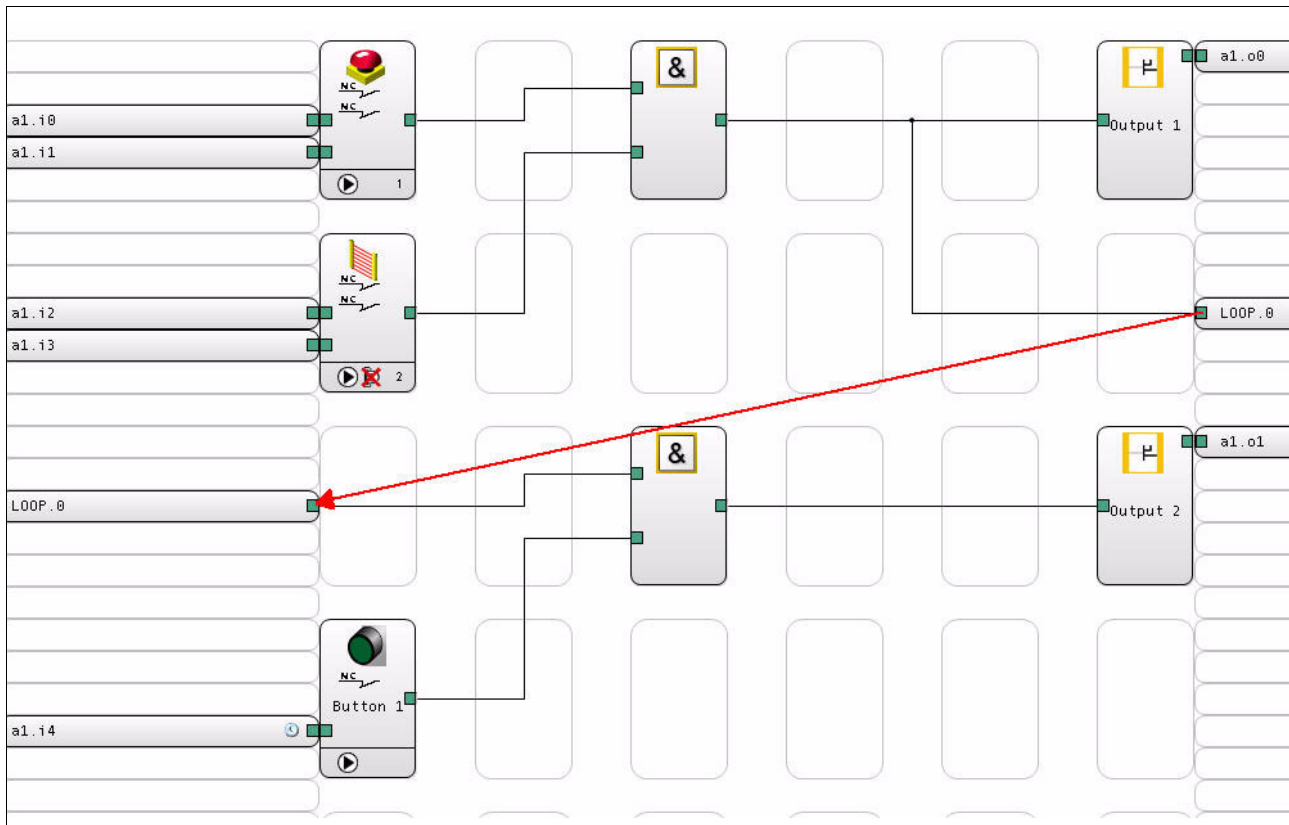 a1.i0
a1.i1
NC
NC
1
&
Output 1
a1.o0
a1.i2
a1.i3
NC
NC
2
LOOP.0
LOOP.0
&
Output 2
a1.o1
a1.i4
NC
Button 1